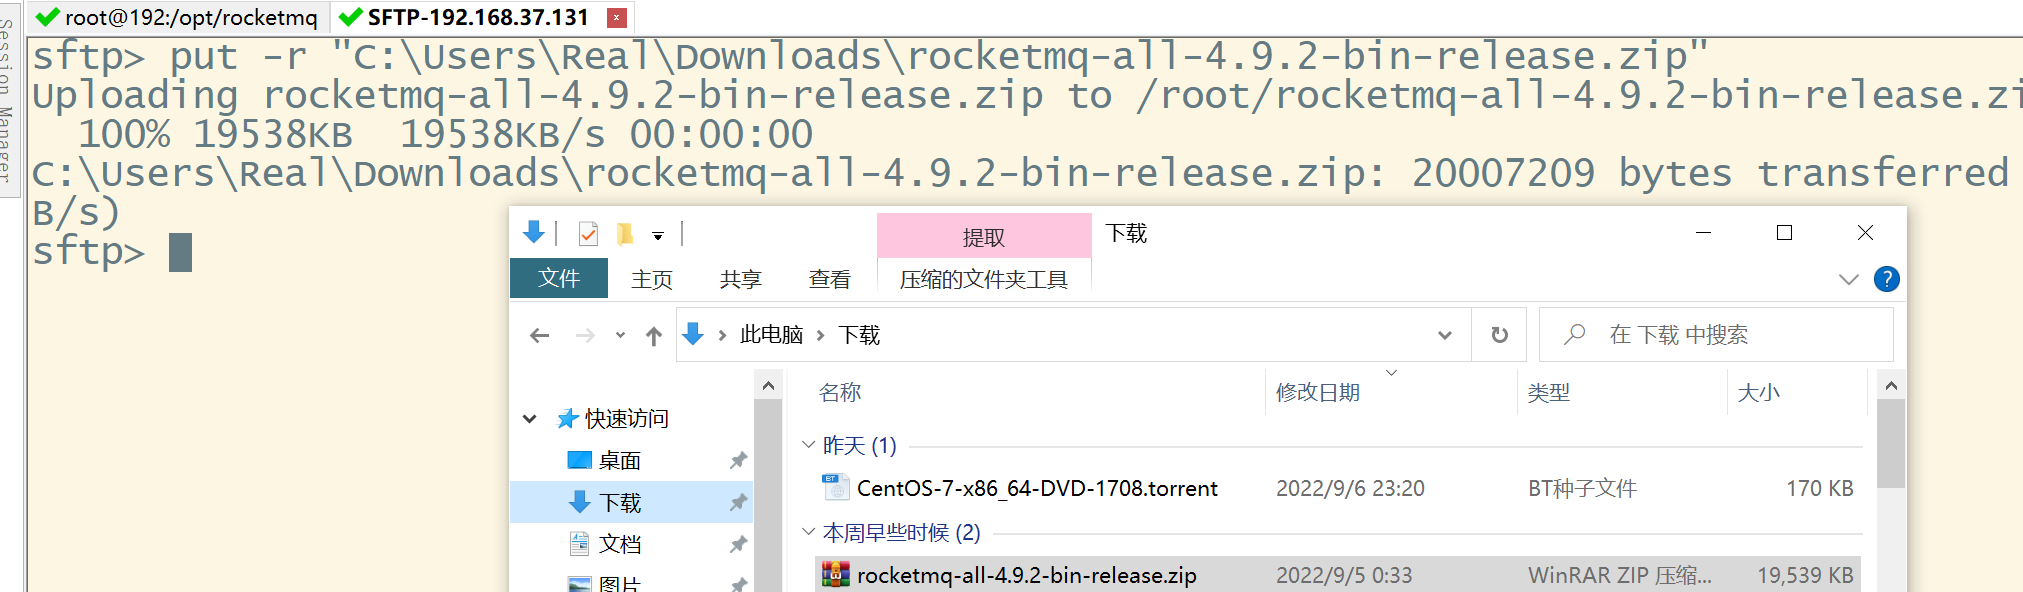 Session Manager
root@192:/opt/rocketmq
SFTP-192.168.37.131
sftp> put -r "C:\Users\Real\Downloads\rocketmq-all-4.9.2-bin-release.zip"
Uploading rocketmq-all-4.9.2-bin-release.zip to /root/rocketmq-all-4.9.2-bin-release.zi
100% 19538KB 19538KB/s 00:00:00
C:\Users\Real\Downloads\rocketmq-all-4.9.2-bin-release.zip: 20007209 bytes transferred
B/s)
sftp>
提取 下载
文件 主页 共享 查看 压缩的文件夹工具 ?
此电脑 > 下载 在 下载 中搜索
名称 修改日期 类型 大小
快速访问
桌面
下载
文档
图片
昨天 (1)
BT CentOS-7-x86_64-DVD-1708.torrent 2022/9/6 23:20 BT种子文件 170 KB
本周早些时候 (2)
rocketmq-all-4.9.2-bin-release.zip 2022/9/5 0:33 WinRAR ZIP 压缩... 19,539 KB